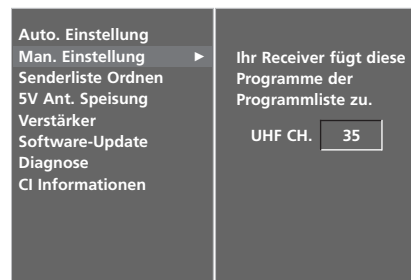 Auto. Einstellung
Man. Einstellung
Senderliste Ordnen
5V Ant. Speisung
Verstärker
Software-Update
Diagnose
CI Informationen
Ihr Receiver fügt diese
Programme der
Programmliste zu.
UHF CH. 35